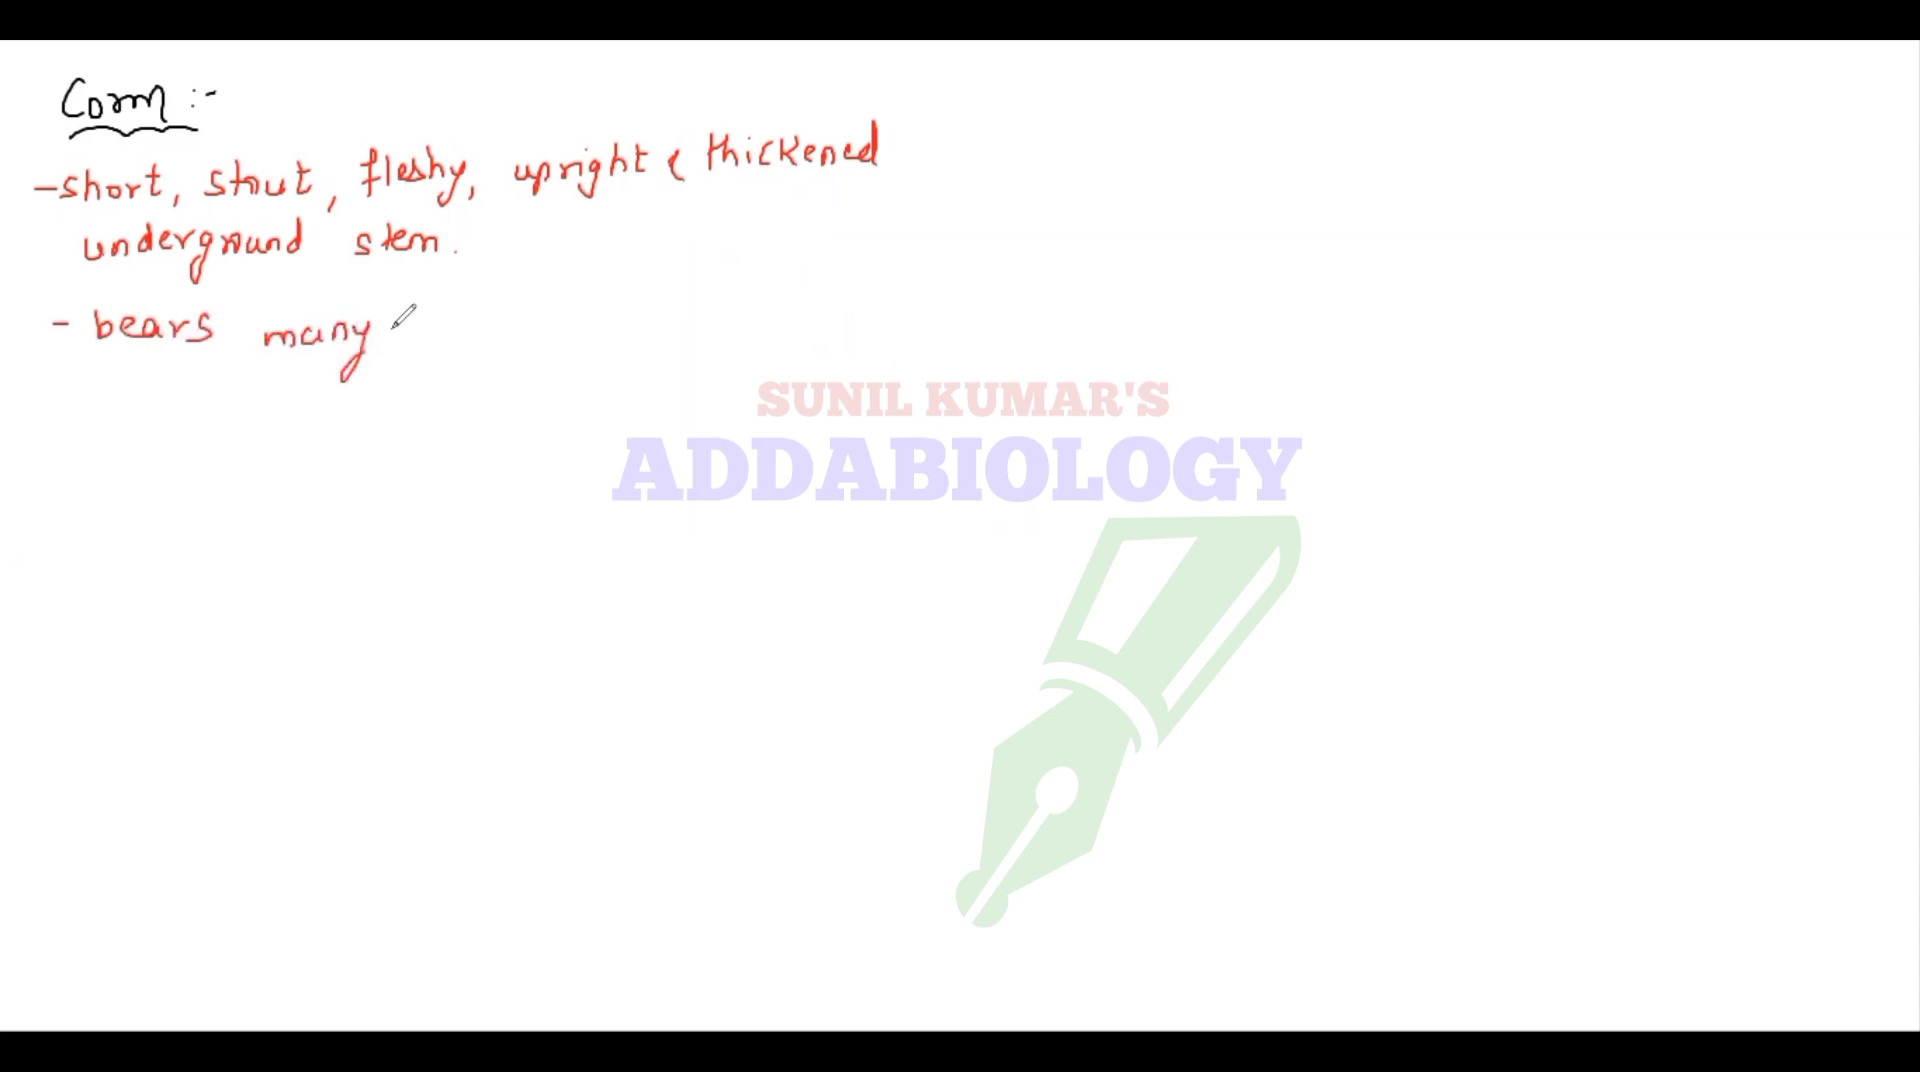 Corm :-
- short, stout, fleshy, upright & thickened
underground stem.
- bears many
SUNIL KUMAR'S
ADDABIOLOGY